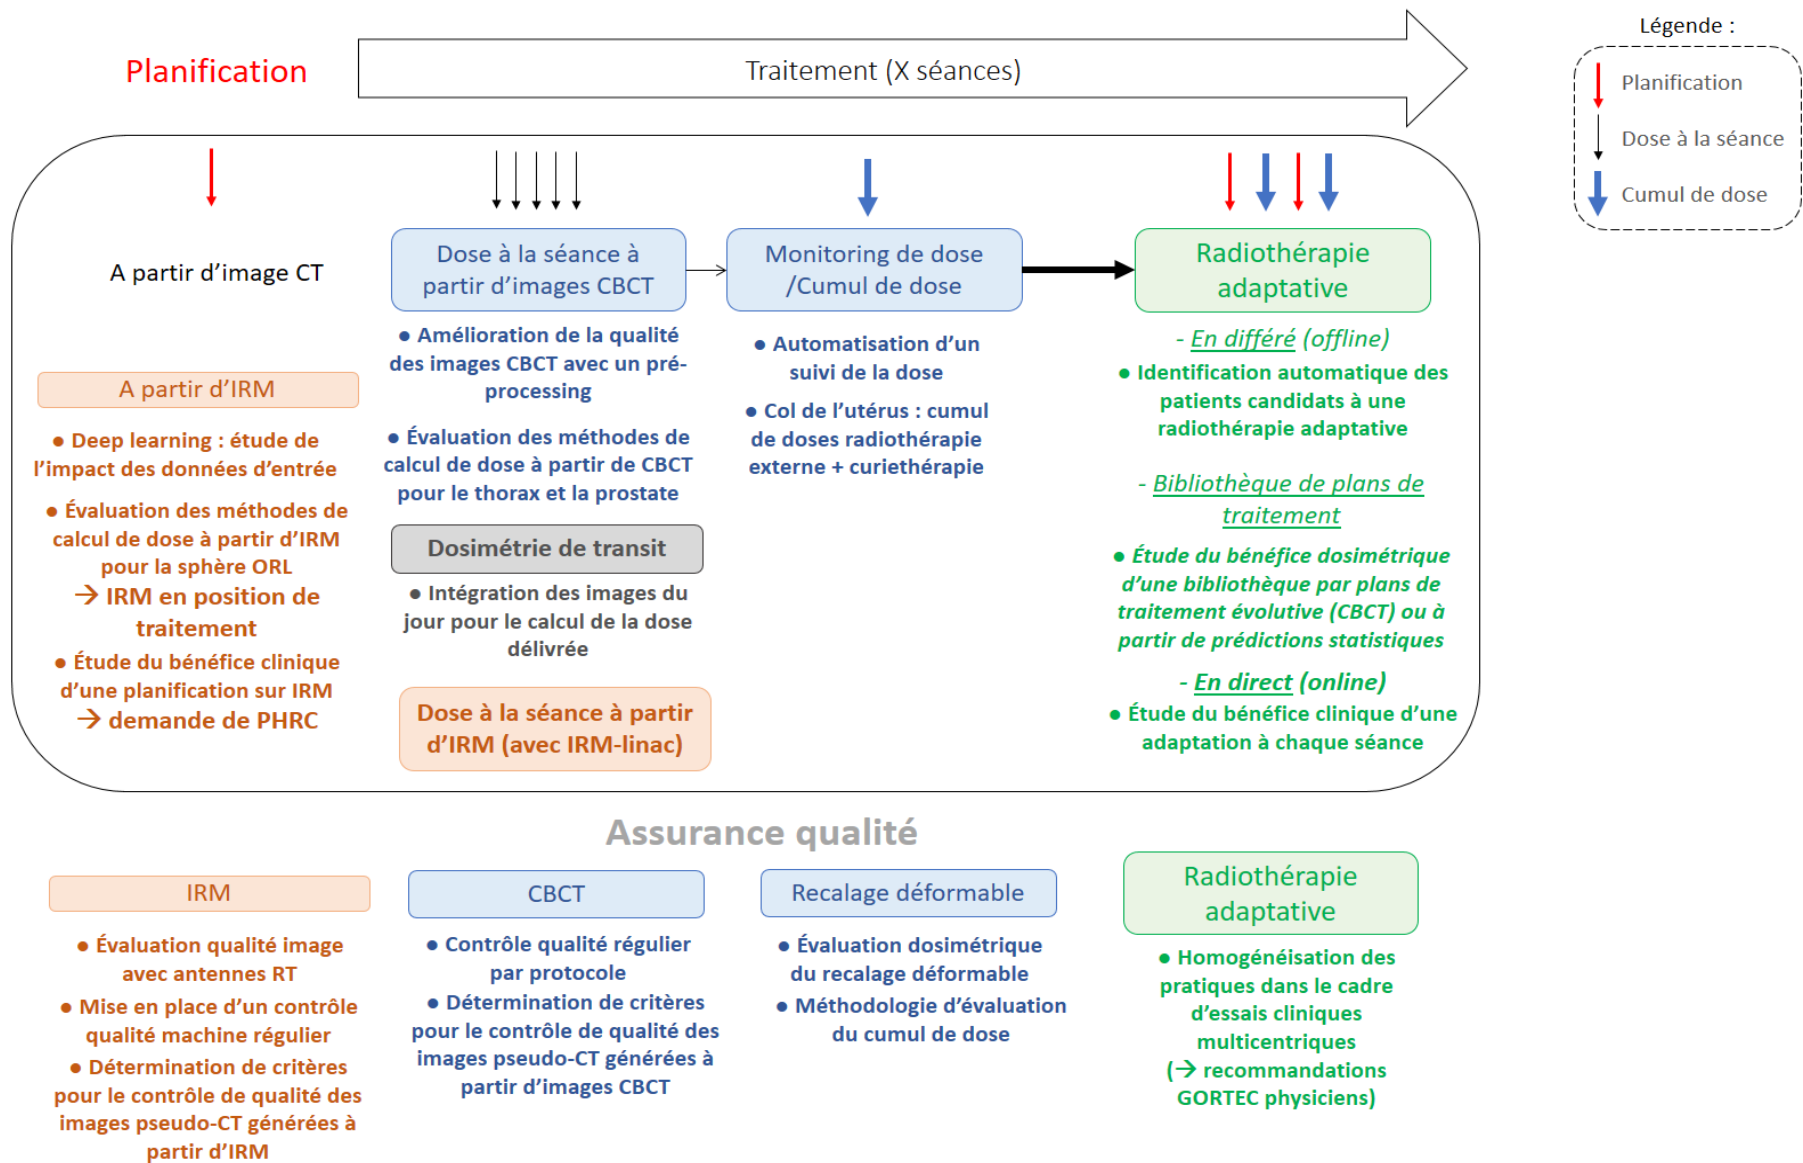 Planification
Traitement (X séances)
Légende :
Planification
Dose à la séance
Cumul de dose
A partir d'image CT
A partir d'IRM
● Deep learning : étude de
l'impact des données d'entrée
● Évaluation des méthodes de
calcul de dose à partir d'IRM
pour la sphère ORL
→ IRM en position de
traitement
● Étude du bénéfice clinique
d'une planification sur IRM
→ demande de PHRC
Dose à la séance à
partir d'images CBCT
● Amélioration de la qualité
des images CBCT avec un pré-
processing
● Évaluation des méthodes de
calcul de dose à partir de CBCT
pour le thorax et la prostate
Dosimétrie de transit
● Intégration des images du
jour pour le calcul de la dose
délivrée
Dose à la séance à partir
d'IRM (avec IRM-linac)
Monitoring de dose
/Cumul de dose
● Automatisation d'un
suivi de la dose
● Col de l'utérus : cumul
de doses radiothérapie
externe + curiethérapie
Radiothérapie
adaptative
- En différé (offline)
● Identification automatique des
patients candidats à une
radiothérapie adaptative
- Bibliothèque de plans de
traitement
● Étude du bénéfice dosimétrique
d'une bibliothèque par plans de
traitement évolutive (CBCT) ou à
partir de prédictions statistiques
- En direct (online)
● Étude du bénéfice clinique d'une
adaptation à chaque séance
Assurance qualité
IRM
● Évaluation qualité image
avec antennes RT
● Mise en place d'un contrôle
qualité machine régulier
● Détermination de critères
pour le contrôle de qualité des
images pseudo-CT générées à
partir d'IRM
CBCT
● Contrôle qualité régulier
par protocole
● Détermination de critères
pour le contrôle de qualité des
images pseudo-CT générées à
partir d'images CBCT
Recalage déformable
● Évaluation dosimétrique
du recalage déformable
● Méthodologie d'évaluation
du cumul de dose
Radiothérapie
adaptative
● Homogénéisation des
pratiques dans le cadre
d'essais cliniques
multicentriques
(→ recommandations
GORTEC physiciens)